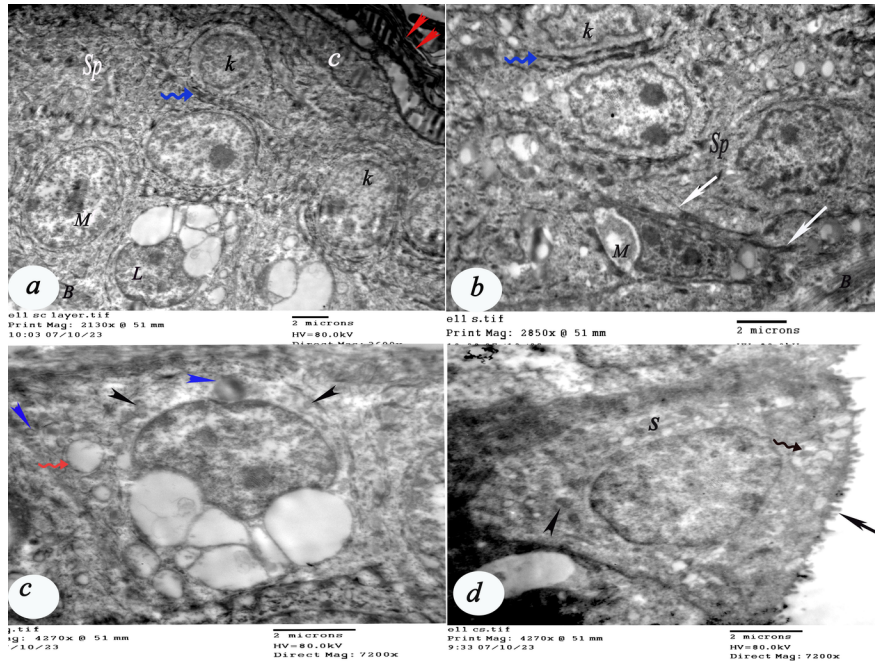 Sp
k
c
k
M
L
B
a
ell sc layer.tif
Print Mag: 2130x @ 51 mm
10:03 07/10/23
2 microns
HV=80.0kV
k
Sp
M
B
b
ell s.tif
Print Mag: 2850x @ 51 mm
2 microns
c
.tif
ag: 4270x @ 51 mm
/10/23
2 microns
HV=80.0kV
Direct Mag: 7200x
s
d
ell cs.tif
Print Mag: 4270x @ 51 mm
9:33 07/10/23
2 microns
HV=80.0kV
Direct Mag: 7200x